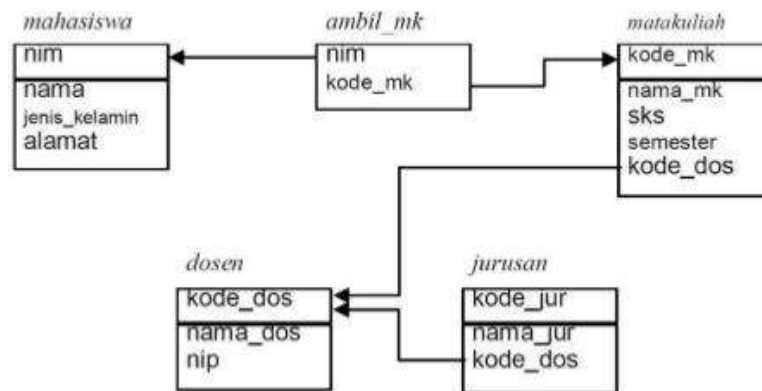 mahasiswa
nim
nama
jenis_kelamin
alamat
ambil_mk
nim
kode_mk
matakuliah
kode_mk
nama_mk
sks
semester
kode_dos
dosen
kode_dos
nama_dos
nip
jurusan
kode_jur
nama_jur
kode_dos